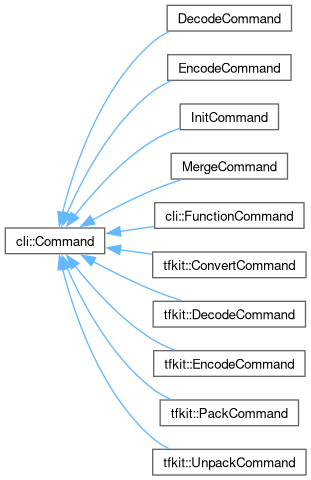 DecodeCommand
EncodeCommand
InitCommand
MergeCommand
cli::FunctionCommand
cli::Command
tfkit::ConvertCommand
tfkit::DecodeCommand
tfkit::EncodeCommand
tfkit::PackCommand
tfkit::UnpackCommand